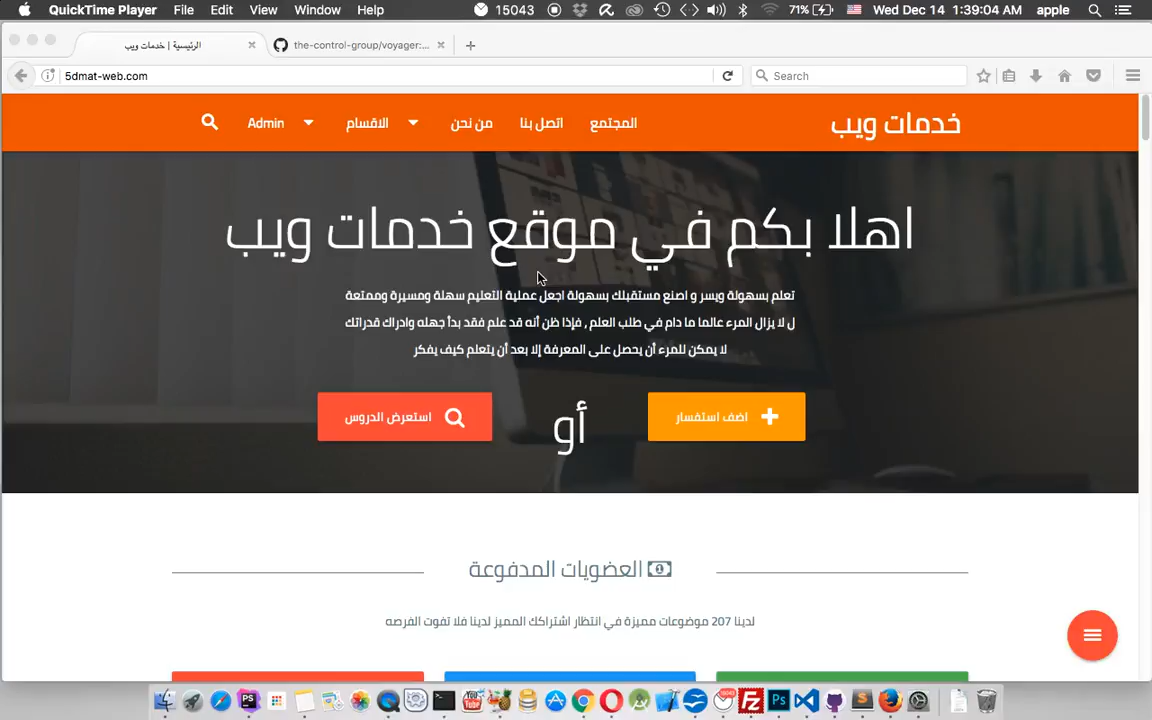 QuickTime Player File Edit View Window Help 15043 71% Wed Dec 14 1:39:04 AM apple
الرئيسية | خدمات ويب
the-control-group/voyager:...
5dmat-web.com
Search
خدمات ويب
المجتمع
اتصل بنا
من نحن
الاقسام
Admin
اهلا بكم في موقع خدمات ويب
تعلم بسهولة ويسر و اصنع مستقبلك بسهولة اجعل عملية التعليم سهلة ومسيرة وممتعة
ل لا يزال المرء عالما ما دام في طلب العلم , فإذا ظن أنه قد علم فقد بدأ جهله وادراك قدراتك
لا يمكن للمرء أن يحصل على المعرفة إلا بعد أن يتعلم كيف يفكر
اضف استفسار
أو
استعرض الدروس
العضويات المدفوعة
لدينا 207 موضوعات مميزة في انتظار اشتراكك المميز لدينا فلا تفوت الفرصه